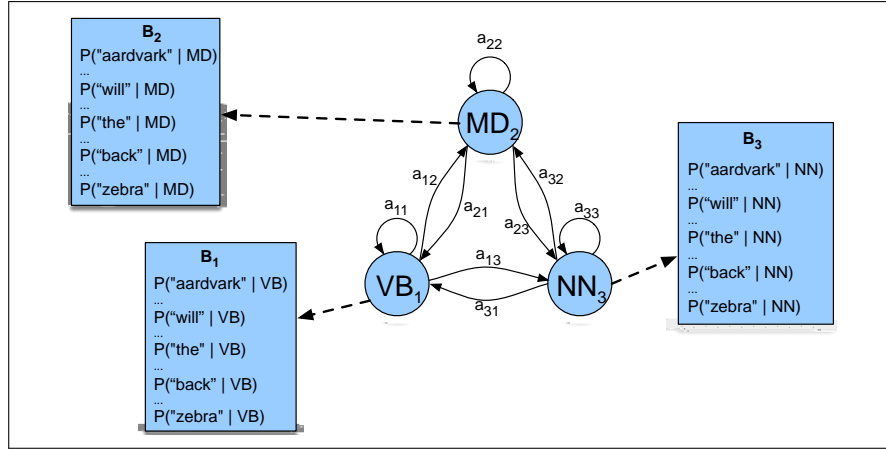 B2
P("aardvark" | MD)
...
P(“will” | MD)
...
P("the" | MD)
...
P(“back” | MD)
...
P("zebra" | MD)
a22
MD2
a12
a21
a32
a23
a11
a33
VB1
a13
a31
NN3
B1
P("aardvark" | VB)
...
P(“will” | VB)
...
P("the" | VB)
...
P(“back” | VB)
...
P("zebra" | VB)
B3
P("aardvark" | NN)
...
P(“will” | NN)
...
P("the" | NN)
...
P(“back” | NN)
...
P("zebra" | NN)